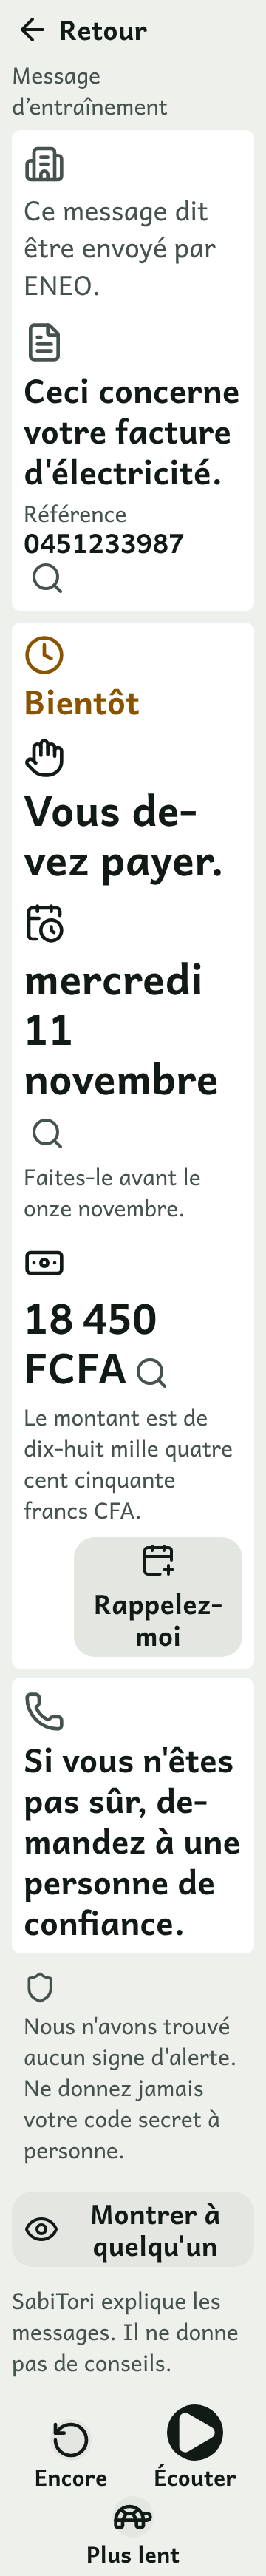 Retour
Message
d’entraînement
Ce message dit
être envoyé par
ENEO.
Ceci concerne
votre facture
d'électricité.
Référence
0451233987
Bientôt
Vous de-
vez payer.
mercredi
11
novembre
Faites-le avant le
onze novembre.
18 450
FCFA
Le montant est de
dix-huit mille quatre
cent cinquante
francs CFA.
Rappelez-
moi
Si vous n'êtes
pas sûr, de-
mandez à une
personne de
confiance.
Nous n'avons trouvé
aucun signe d'alerte.
Ne donnez jamais
votre code secret à
personne.
Montrer à
quelqu'un
SabiTori explique les
messages. Il ne donne
pas de conseils.
Encore
Écouter
Plus lent